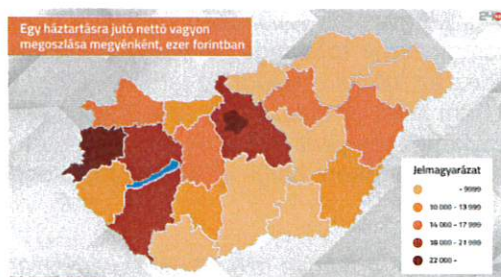 Egy háztartásra jutó nettó vagyon
megoszlása megyénként, ezer forintban
Jelmagyarázat
- 9999
10 000 - 13 999
14 000 - 17 999
18 000 - 21 999
22 000 -